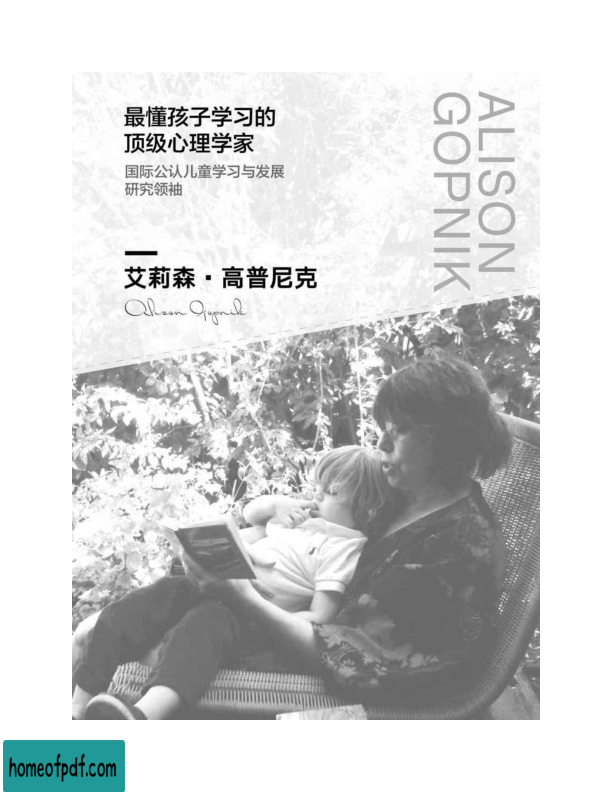 最懂孩子学习的
顶级心理学家
国际公认儿童学习与发展
研究领袖
艾莉森·高普尼克
Alison Gopnik
ALISON
GOPNIK
homeofpdf.com